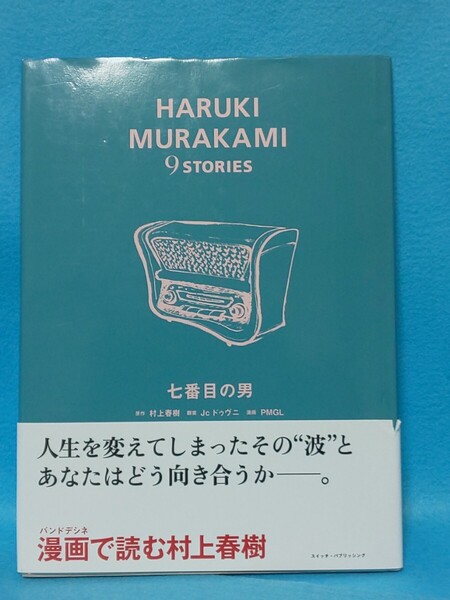 HARUKI
MURAKAMI
9 STORIES
七番目の男
原作 村上春樹 翻案 Jc ドゥヴニ 漫画 PMGL
人生を変えてしまったその“波”と
あなたはどう向き合うか——。
バンドデシネ
漫画で読む村上春樹
スイッチ・パブリッシング